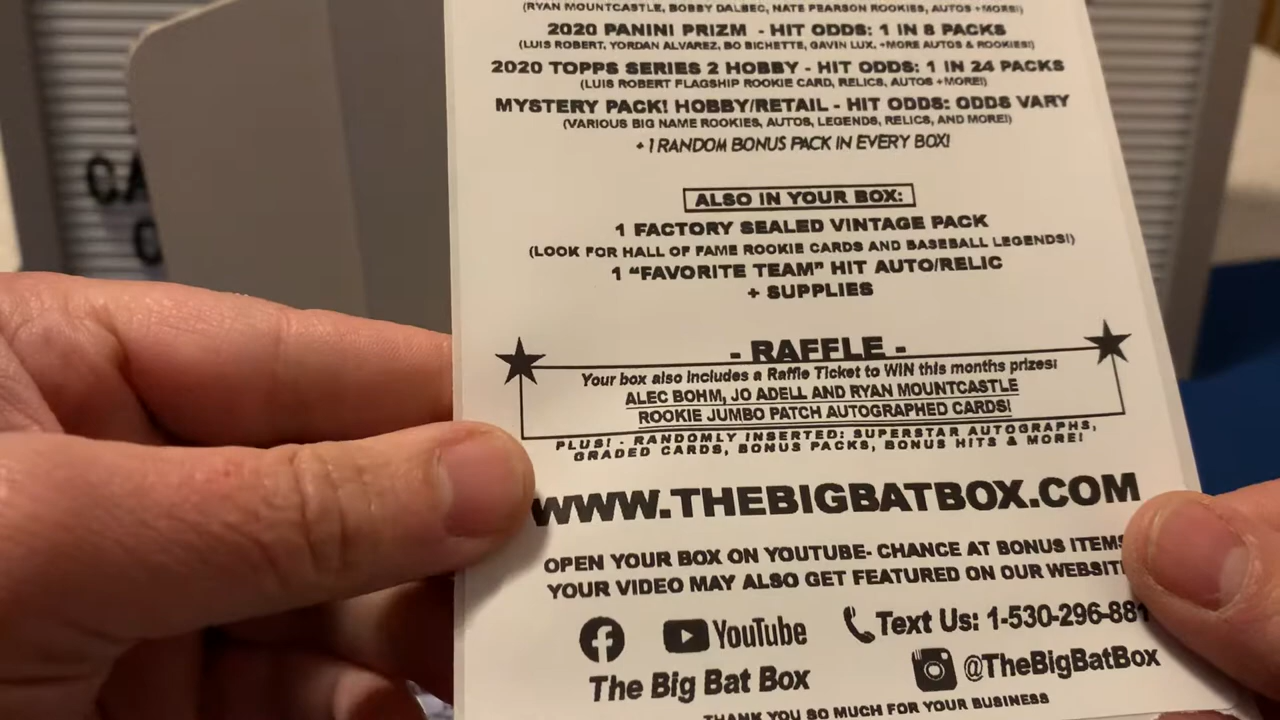 (RYAN MOUNTCASTLE, BOBBY DALBEC, NATE PEARSON ROOKIES, AUTOS +MORE!)
2020 PANINI PRIZM - HIT ODDS: 1 IN 8 PACKS
(LUIS ROBERT, YORDAN ALVAREZ, BO BICHETTE, GAVIN LUX, +MORE AUTOS & ROOKIES!)
2020 TOPPS SERIES 2 HOBBY - HIT ODDS: 1 IN 24 PACKS
(LUIS ROBERT FLAGSHIP ROOKIE CARD, RELICS, AUTOS +MORE!)
MYSTERY PACK! HOBBY/RETAIL - HIT ODDS: ODDS VARY
(VARIOUS BIG NAME ROOKIES, AUTOS, LEGENDS, RELICS, AND MORE!)
+ 1 RANDOM BONUS PACK IN EVERY BOX!
ALSO IN YOUR BOX:
1 FACTORY SEALED VINTAGE PACK
(LOOK FOR HALL OF FAME ROOKIE CARDS AND BASEBALL LEGENDS!)
1 "FAVORITE TEAM" HIT AUTO/RELIC
+ SUPPLIES
- RAFFLE -
Your box also includes a Raffle Ticket to WIN this months prizes:
ALEC BOHM, JO ADELL AND RYAN MOUNTCASTLE
ROOKIE JUMBO PATCH AUTOGRAPHED CARDS!
PLUS! - RANDOMLY INSERTED: SUPERSTAR AUTOGRAPHS,
GRADED CARDS, BONUS PACKS, BONUS HITS & MORE!
WWW.THEBIGBATBOX.COM
OPEN YOUR BOX ON YOUTUBE- CHANCE AT BONUS ITEMS
YOUR VIDEO MAY ALSO GET FEATURED ON OUR WEBSIT
YouTube
Text Us: 1-530-296-881
The Big Bat Box
@TheBigBatBox
THANK YOU SO MUCH FOR YOUR BUSINESS
CA
C